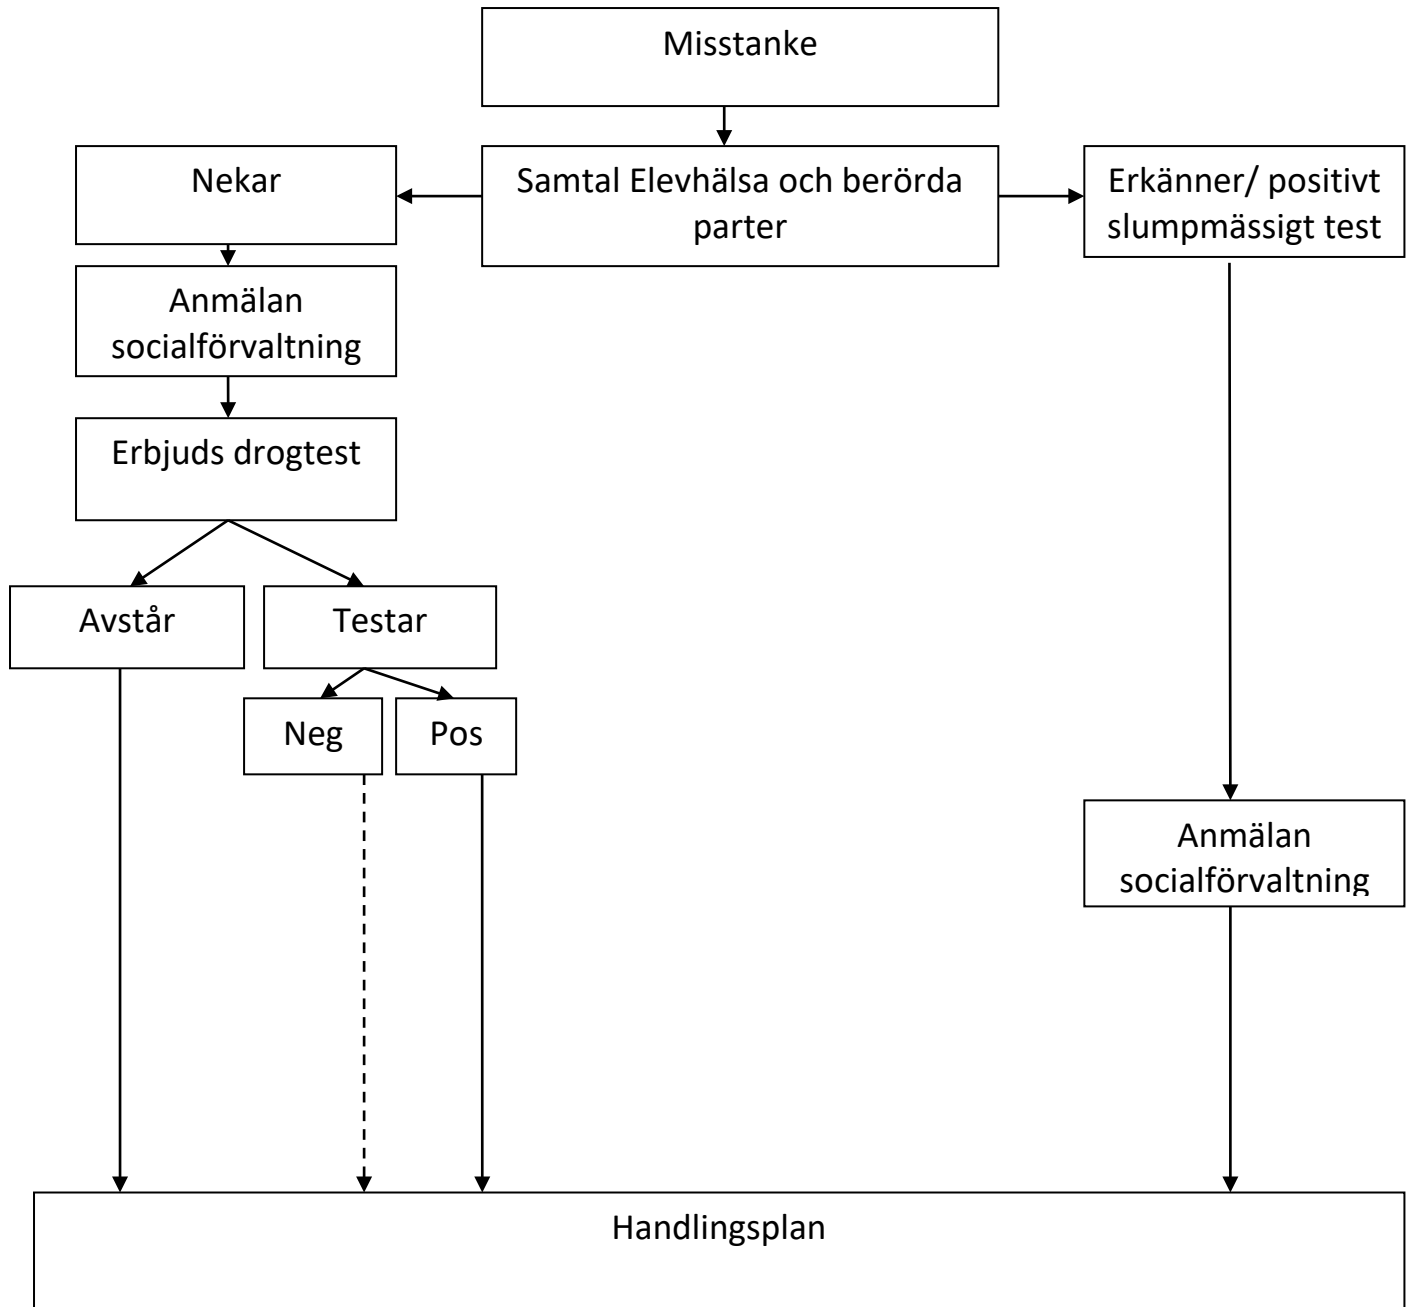 Misstanke
Nekar
Samtal Elevhälsa och berörda
parter
Erkänner/ positivt
slumpmässigt test
Anmälan
socialförvaltning
Erbjuds drogtest
Avstår
Testar
Neg
Pos
Anmälan
socialförvaltning
Handlingsplan